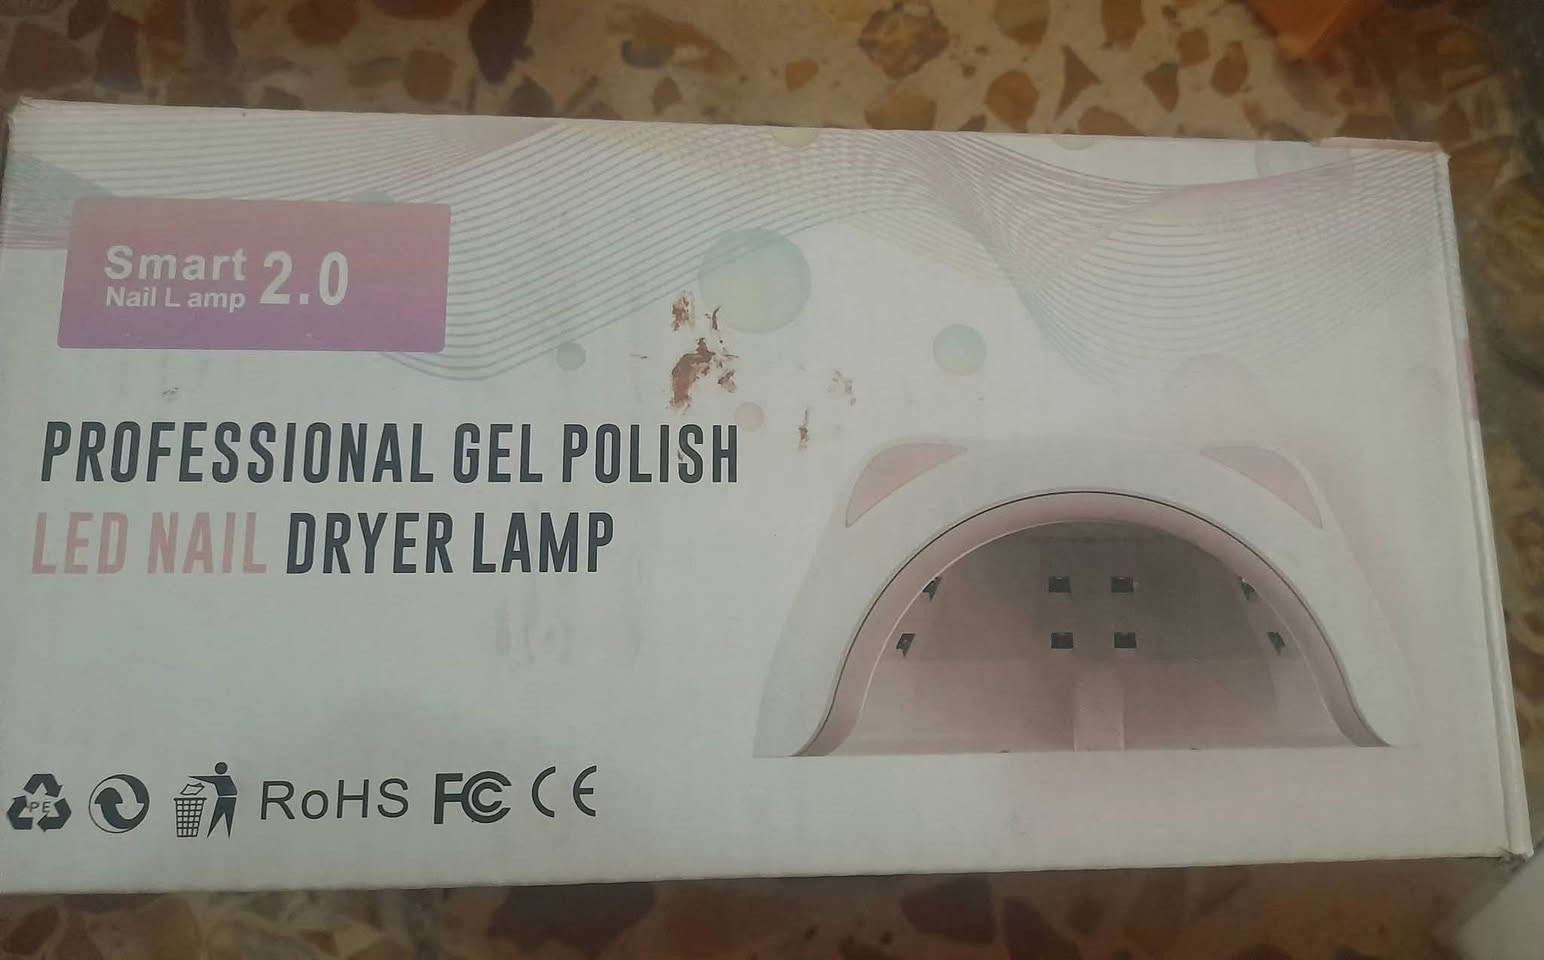 Smart
Nail L amp 2.0
PROFESSIONAL GEL POLISH
LED NAIL DRYER LAMP
PE RoHS FC CE